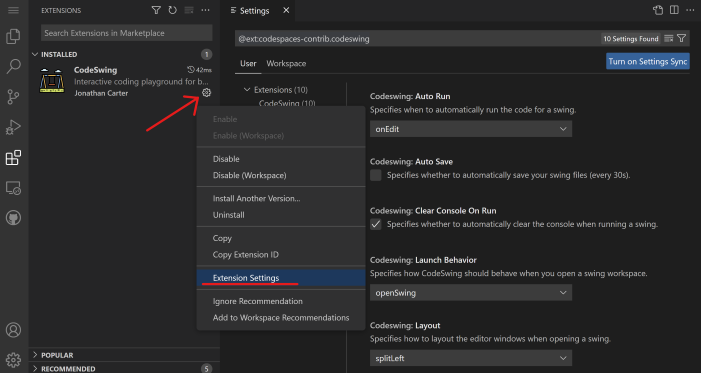 EXTENSIONS
Search Extensions in Marketplace
INSTALLED
1
CodeSwing
42ms
Interactive coding playground for b...
Jonathan Carter
Enable
Enable (Workspace)
Disable
Disable (Workspace)
Install Another Version...
Uninstall
Copy
Copy Extension ID
Extension Settings
Ignore Recommendation
Add to Workspace Recommendations
POPULAR
RECOMMENDED
5
Settings
@ext:codespaces-contrib.codeswing
10 Settings Found
User
Workspace
Turn on Settings Sync
Extensions (10)
CodeSwing (10)
Codeswing: Auto Run
Specifies when to automatically run the code for a swing.
onEdit
Codeswing: Auto Save
Specifies whether to automatically save your swing files (every 30s).
Codeswing: Clear Console On Run
Specifies whether to automatically clear the console when running a swing.
Codeswing: Launch Behavior
Specifies how CodeSwing should behave when you open a swing workspace.
openSwing
Codeswing: Layout
Specifies how to layout the editor windows when opening a swing.
splitLeft